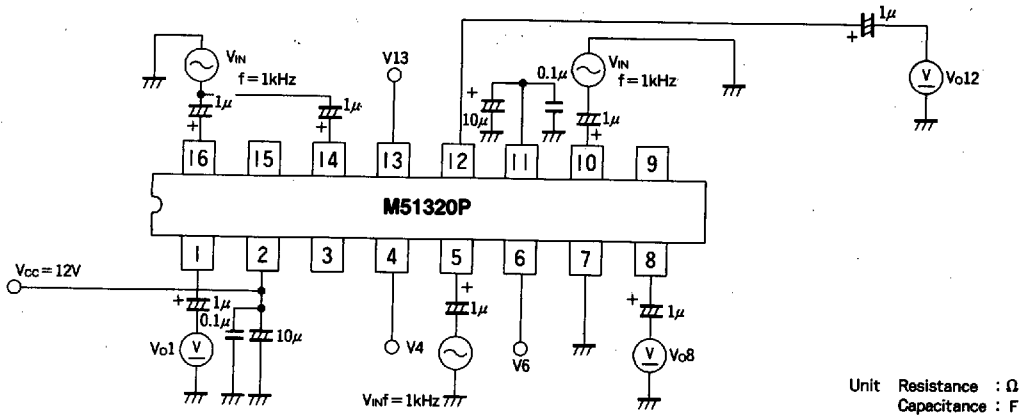 1μ
VIN
f=1kHz
V13
0.1μ
VIN
f=1kHz
+
VO12
1μ
+
1μ
+
+
10μ
1μ
+
16 15 14 13 12 11 10 9
M51320P
1 2 3 4 5 6 7 8
VCC=12V
+
1μ
0.1μ
10μ
+
1μ
+
1μ
VO1
V4
V6
VO8
VINf=1kHz
Unit Resistance : Ω
Capacitance : F